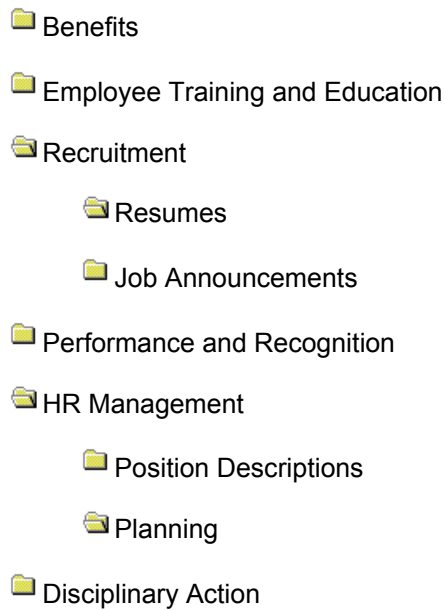 Benefits
Employee Training and Education
Recruitment
Resumes
Job Announcements
Performance and Recognition
HR Management
Position Descriptions
Planning
Disciplinary Action